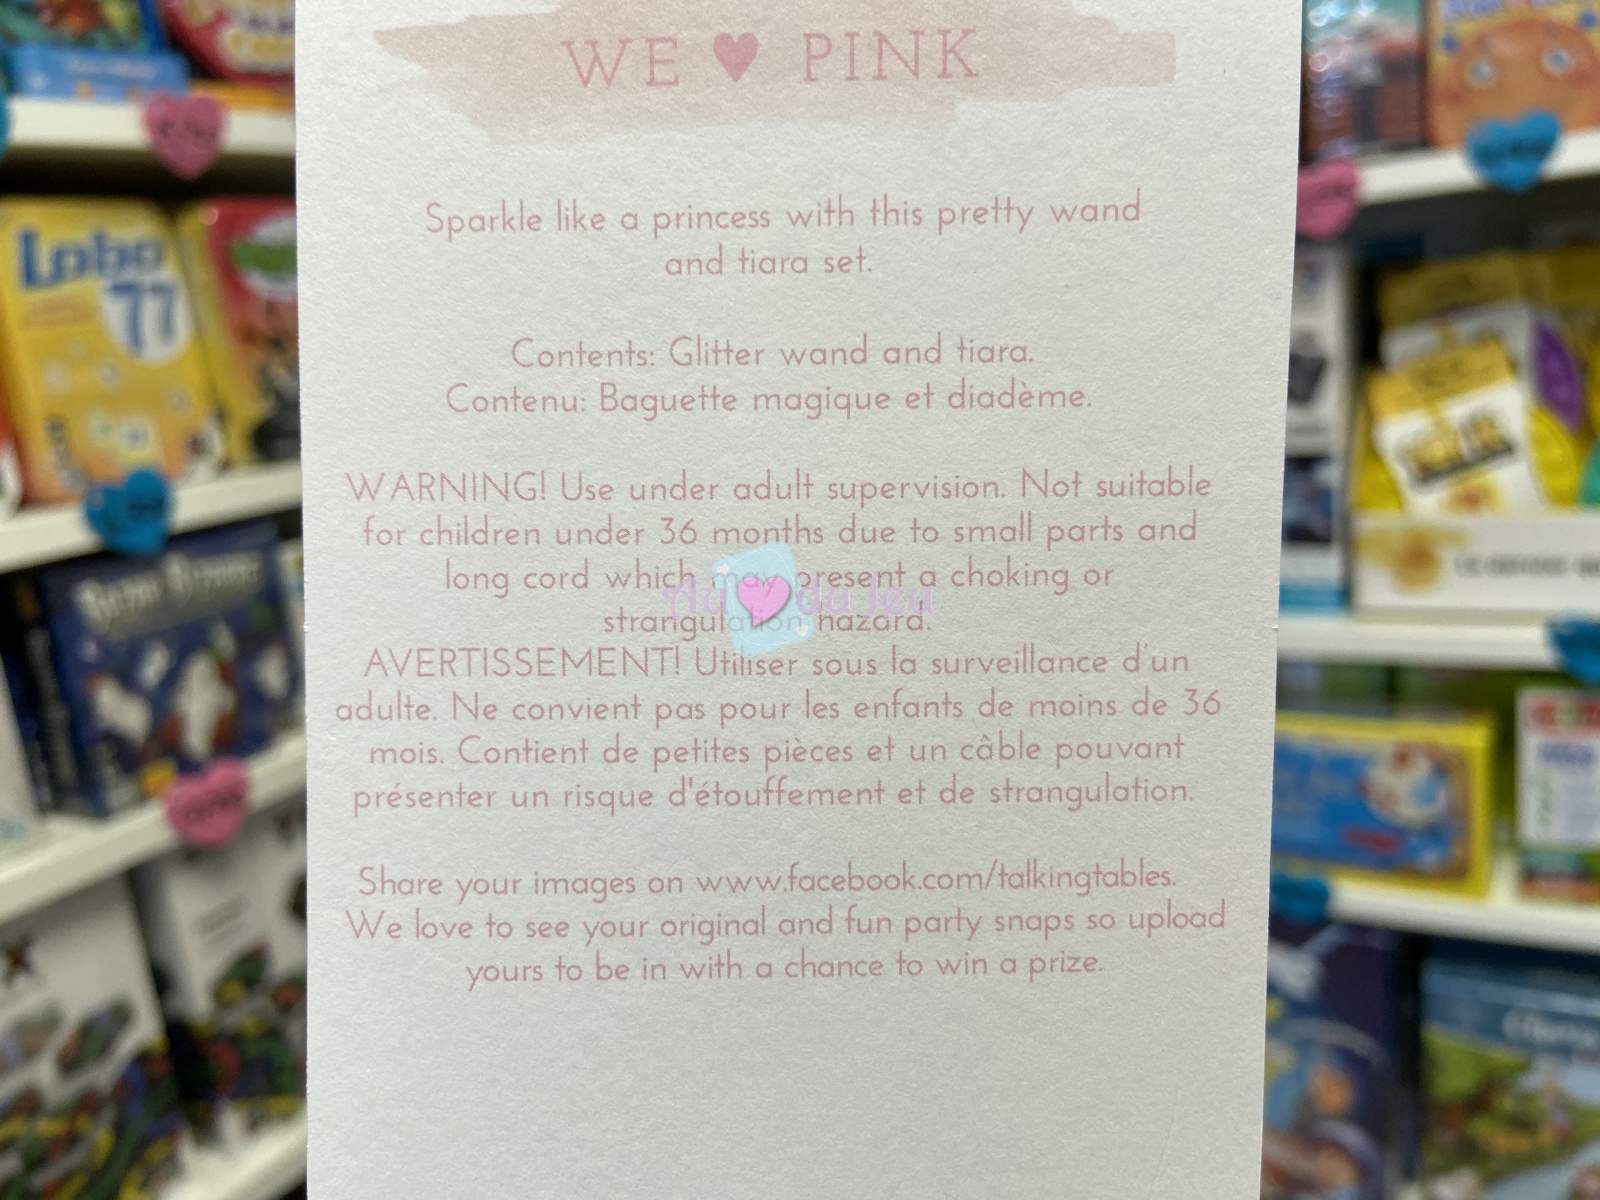 WE ♥ PINK
Sparkle like a princess with this pretty wand
and tiara set.
Contents: Glitter wand and tiara.
Contenu: Baguette magique et diadème.
WARNING! Use under adult supervision. Not suitable
for children under 36 months due to small parts and
long cord which may present a choking or
strangulation hazard.
AVERTISSEMENT! Utiliser sous la surveillance d'un
adulte. Ne convient pas pour les enfants de moins de 36
mois. Contient de petites pièces et un câble pouvant
présenter un risque d'étouffement et de strangulation.
Share your images on www.facebook.com/talkingtables.
We love to see your original and fun party snaps so upload
yours to be in with a chance to win a prize.
Au du Jeu
Lobo
77